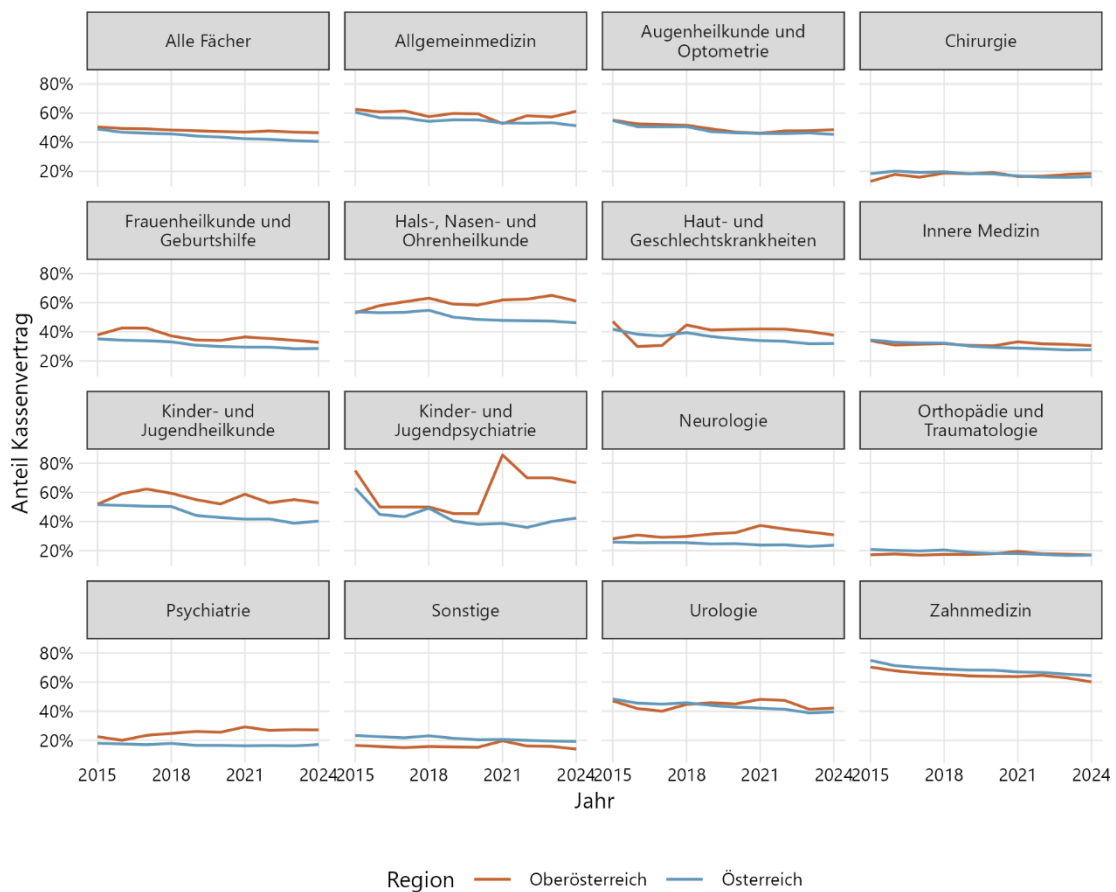 Alle Fächer
Allgemeinmedizin
Augenheilkunde und
Optometrie
Chirurgie
80%
60%
40%
20%
Frauenheilkunde und
Geburtshilfe
Hals-, Nasen- und
Ohrenheilkunde
Haut- und
Geschlechtskrankheiten
Innere Medizin
80%
60%
40%
20%
Anteil Kassenvertrag
Kinder- und
Jugendheilkunde
Kinder- und
Jugendpsychiatrie
Neurologie
Orthopädie und
Traumatologie
80%
60%
40%
20%
Psychiatrie
Sonstige
Urologie
Zahnmedizin
80%
60%
40%
20%
2015 2018 2021 2024 2015 2018 2021 2024 2015 2018 2021 2024 2015 2018 2021 2024
Jahr
Region Oberösterreich Österreich